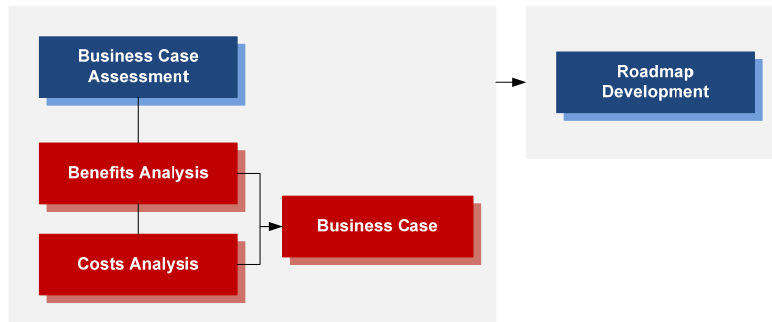 Business Case
Assessment
Roadmap
Development
Benefits Analysis
Business Case
Costs Analysis